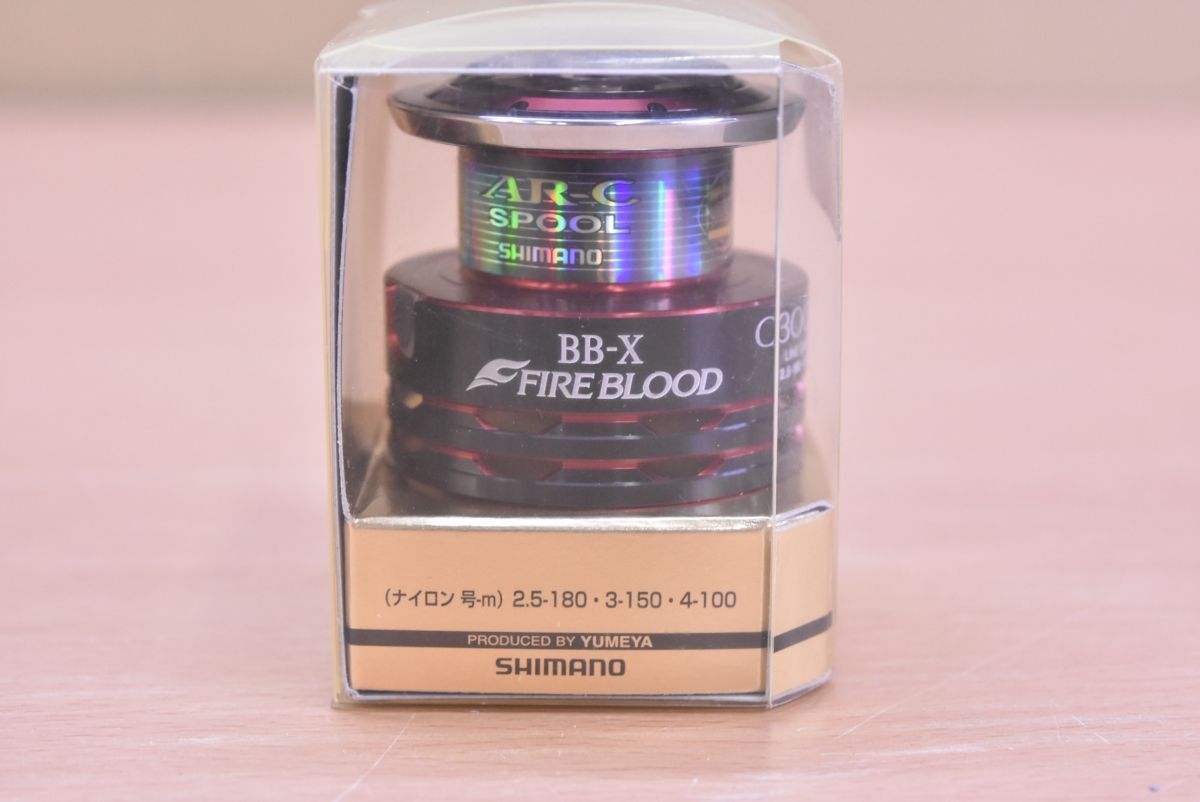 AR-C
SPOOL
SHIMANO
BB-X
FIRE BLOOD
(ナイロン 号-m) 2.5-180・3-150・4-100
PRODUCED BY YUMEYA
SHIMANO